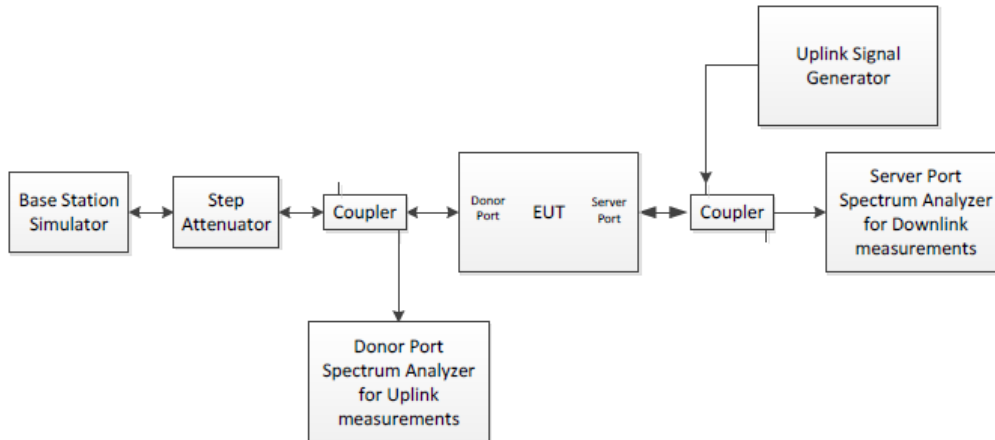 Uplink Signal
Generator
Base Station
Simulator
Step
Attenuator
Coupler
Donor
Port
EUT
Server
Port
Coupler
Server Port
Spectrum Analyzer
for Downlink
measurements
Donor Port
Spectrum Analyzer
for Uplink
measurements